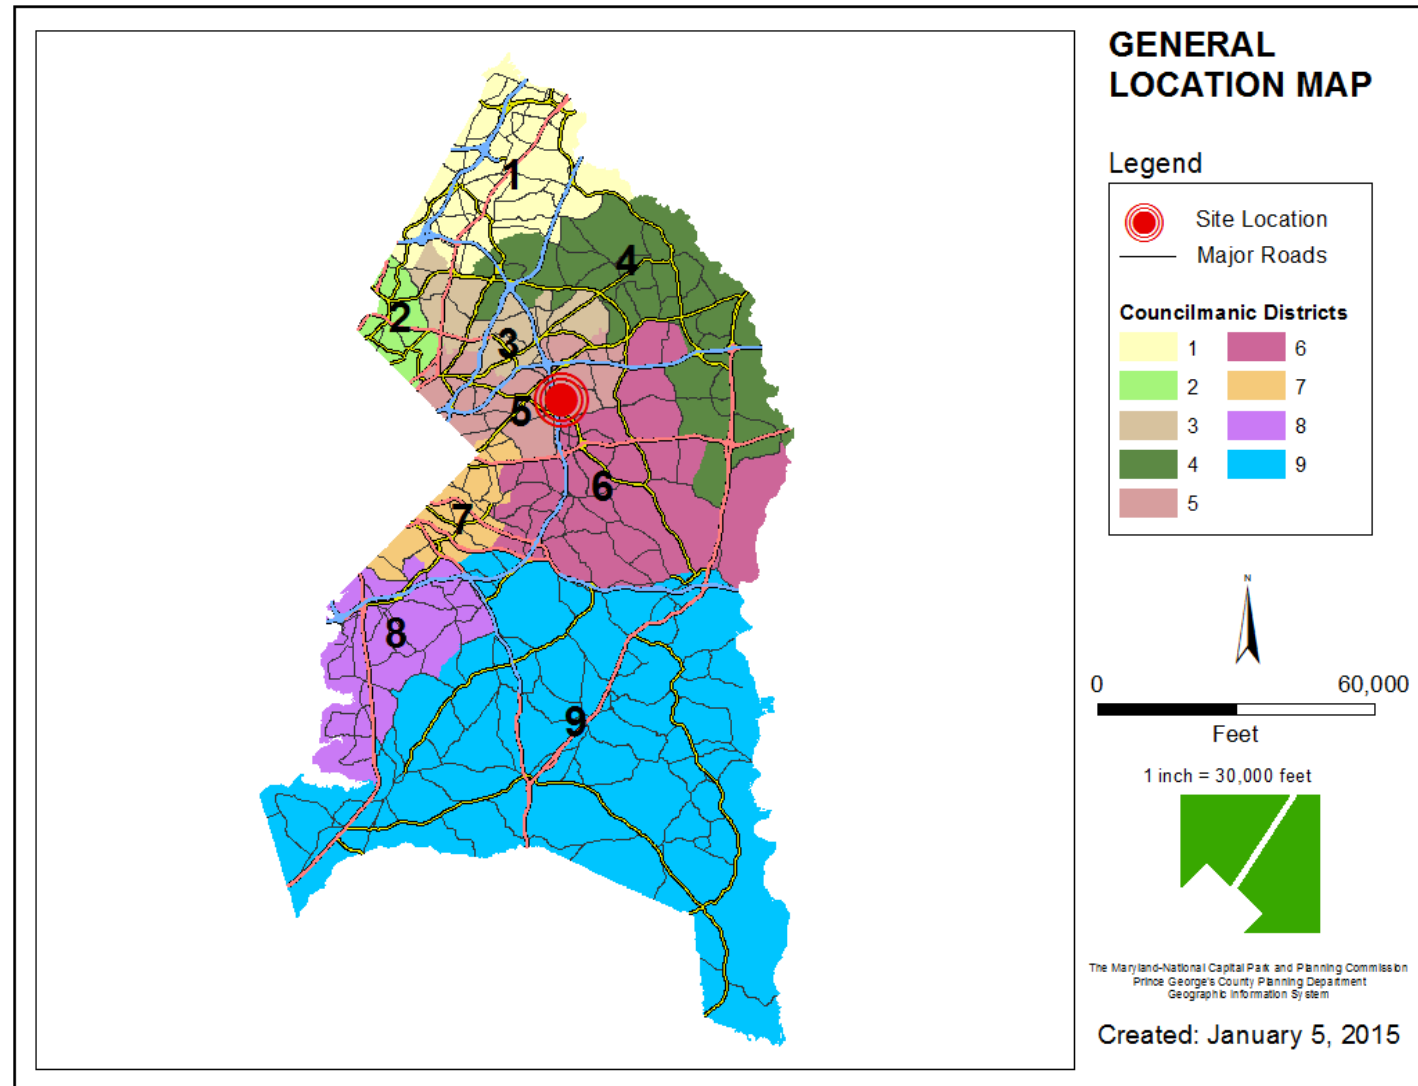 GENERAL
LOCATION MAP
Legend
Site Location
Major Roads
Councilmanic Districts
1
6
2
7
3
8
4
9
5
1
4
2
3
5
6
7
8
9
N
0
60,000
Feet
1 inch = 30,000 feet
The Maryland-National Capital Park and Planning Commission
Prince George's County Planning Department
Geographic Information System
Created: January 5, 2015